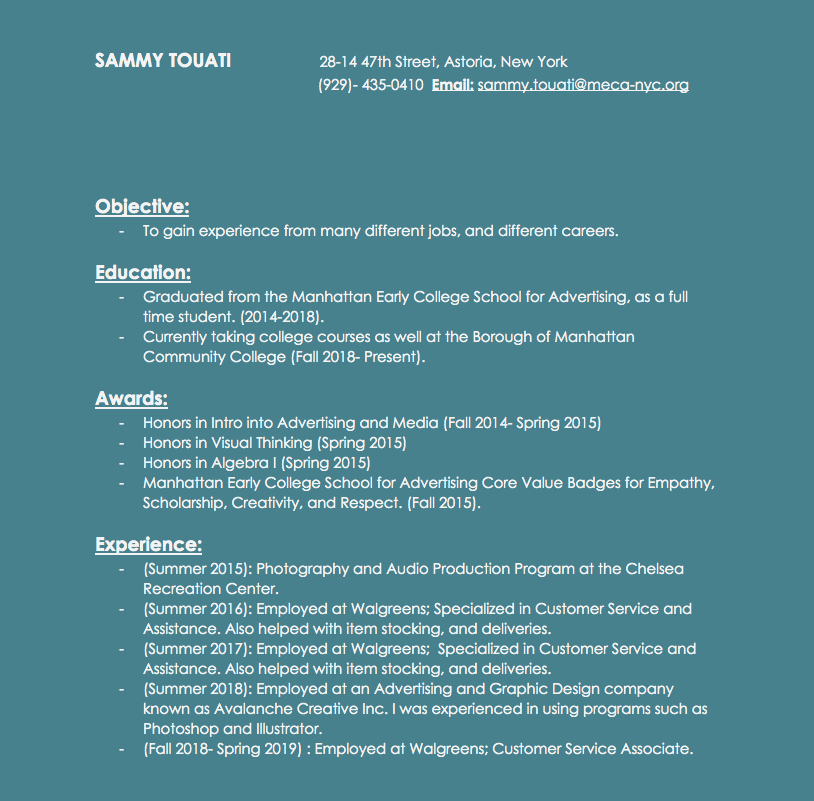 SAMMY TOUATI 28-14 47th Street, Astoria, New York
(929)- 435-0410 Email: sammy.touati@meca-nyc.org
Objective:
- To gain experience from many different jobs, and different careers.
Education:
- Graduated from the Manhattan Early College School for Advertising, as a full
time student. (2014-2018).
- Currently taking college courses as well at the Borough of Manhattan
Community College (Fall 2018- Present).
Awards:
- Honors in Intro into Advertising and Media (Fall 2014- Spring 2015)
- Honors in Visual Thinking (Spring 2015)
- Honors in Algebra I (Spring 2015)
- Manhattan Early College School for Advertising Core Value Badges for Empathy,
Scholarship, Creativity, and Respect. (Fall 2015).
Experience:
- (Summer 2015): Photography and Audio Production Program at the Chelsea
Recreation Center.
- (Summer 2016): Employed at Walgreens; Specialized in Customer Service and
Assistance. Also helped with item stocking, and deliveries.
- (Summer 2017): Employed at Walgreens;  Specialized in Customer Service and
Assistance. Also helped with item stocking, and deliveries.
- (Summer 2018): Employed at an Advertising and Graphic Design company
known as Avalanche Creative Inc. I was experienced in using programs such as
Photoshop and Illustrator.
- (Fall 2018- Spring 2019) : Employed at Walgreens; Customer Service Associate.